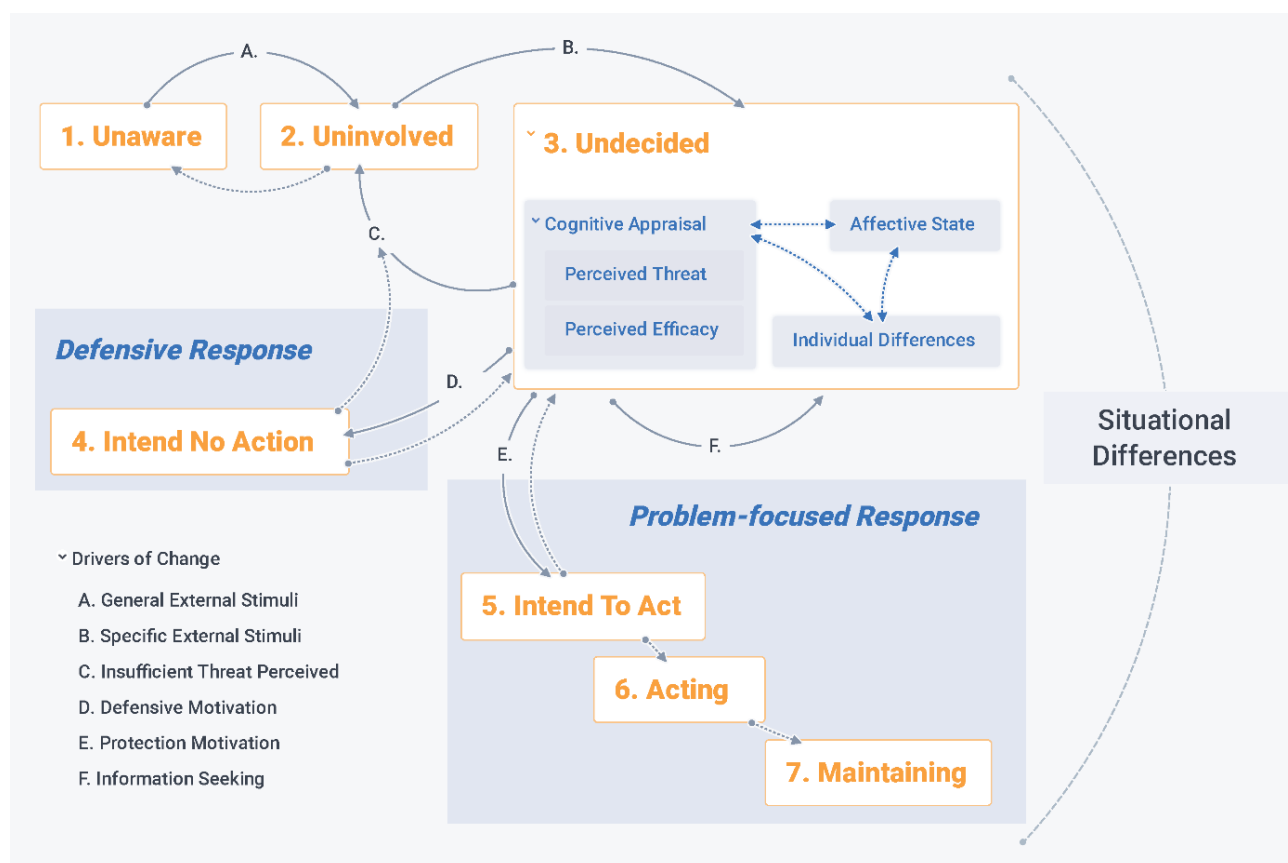 A.
B.
1. Unaware
2. Uninvolved
3. Undecided
Cognitive Appraisal
Affective State
C.
Perceived Threat
Perceived Efficacy
Individual Differences
Defensive Response
D.
4. Intend No Action
E.
F.
Situational
Differences
Problem-focused Response
Drivers of Change
A. General External Stimuli
B. Specific External Stimuli
C. Insufficient Threat Perceived
D. Defensive Motivation
E. Protection Motivation
F. Information Seeking
5. Intend To Act
6. Acting
7. Maintaining